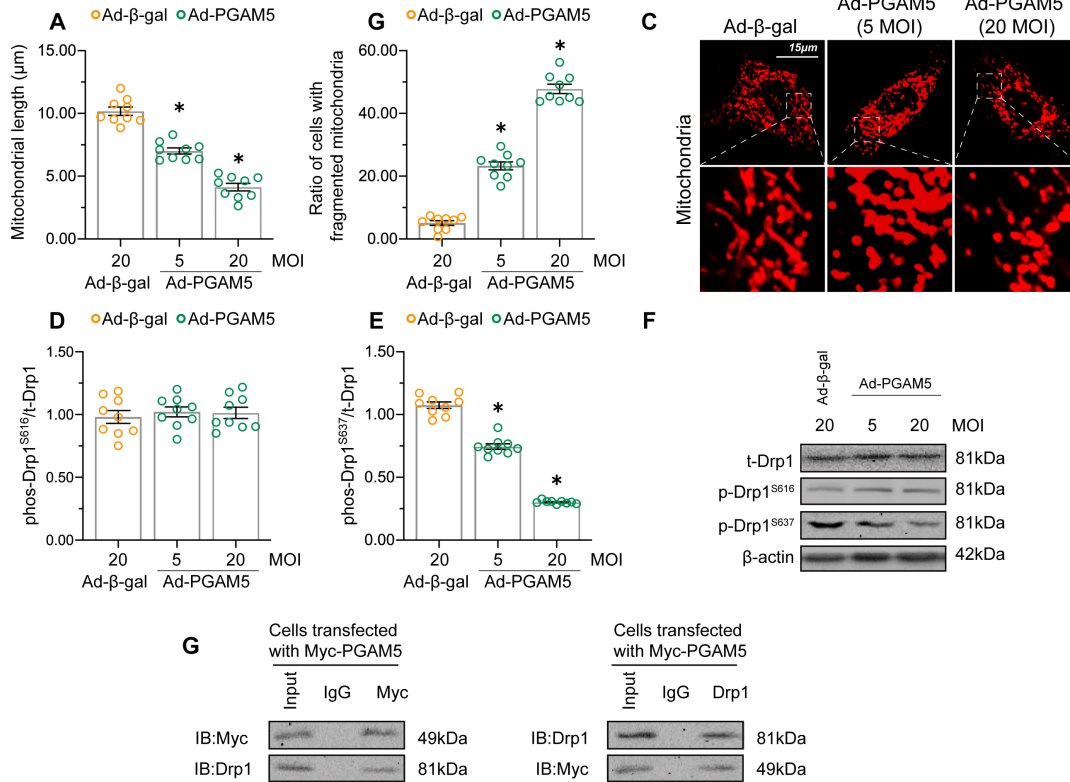 A
Ad-β-gal Ad-PGAM5
Mitochondrial length (μm)
15.00
10.00
5.00
0.00
*
*
20 5 20 MOI
Ad-β-gal Ad-PGAM5
G
Ad-β-gal Ad-PGAM5
Ratio of cells with
fragmented mitochondria
60.00
40.00
20.00
0.00
*
*
20 5 20 MOI
Ad-β-gal Ad-PGAM5
C
Ad-β-gal
Ad-PGAM5
(5 MOI)
Ad-PGAM5
(20 MOI)
15μm
Mitochondria
D
Ad-β-gal Ad-PGAM5
phos-Drp1S616/t-Drp1
1.50
1.00
0.50
0.00
20 5 20 MOI
Ad-β-gal Ad-PGAM5
E
Ad-β-gal Ad-PGAM5
phos-Drp1S637/t-Drp1
1.50
1.00
0.50
0.00
*
*
20 5 20 MOI
Ad-β-gal Ad-PGAM5
F
Ad-β-gal
Ad-PGAM5
20 5 20 MOI
t-Drp1 81kDa
p-Drp1S616 81kDa
p-Drp1S637 81kDa
β-actin 42kDa
G
Cells transfected
with Myc-PGAM5
Input IgG Myc
IB:Myc 49kDa
IB:Drp1 81kDa
Cells transfected
with Myc-PGAM5
Input IgG Drp1
IB:Drp1 81kDa
IB:Myc 49kDa